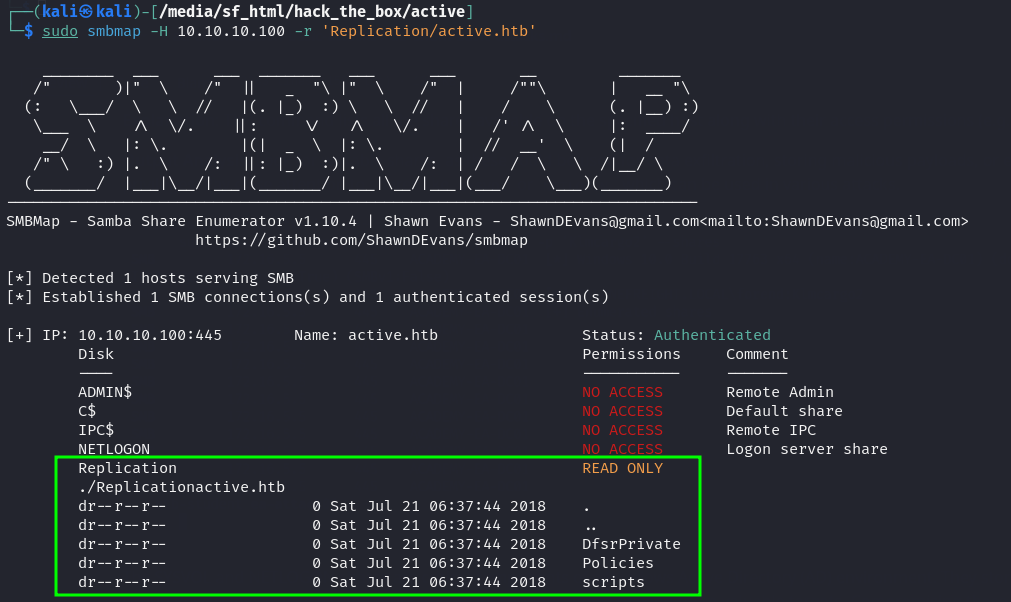 ┌──(kali㉿kali)-[/media/sf_html/hack_the_box/active]
└─$ sudo smbmap -H 10.10.10.100 -r 'Replication/active.htb'
SMBMAP
SMBMap - Samba Share Enumerator v1.10.4 | Shawn Evans - ShawnDEvans@gmail.com<mailto:ShawnDEvans@gmail.com>
https://github.com/ShawnDEvans/smbmap
[*] Detected 1 hosts serving SMB
[*] Established 1 SMB connections(s) and 1 authenticated session(s)
[+] IP: 10.10.10.100:445 Name: active.htb Status: Authenticated
Disk Permissions Comment
---- ----------- -------
ADMIN$ NO ACCESS Remote Admin
C$ NO ACCESS Default share
IPC$ NO ACCESS Remote IPC
NETLOGON NO ACCESS Logon server share
Replication READ ONLY
./Replicationactive.htb
dr--r--r-- 0 Sat Jul 21 06:37:44 2018 .
dr--r--r-- 0 Sat Jul 21 06:37:44 2018 ..
dr--r--r-- 0 Sat Jul 21 06:37:44 2018 DfsrPrivate
dr--r--r-- 0 Sat Jul 21 06:37:44 2018 Policies
dr--r--r-- 0 Sat Jul 21 06:37:44 2018 scripts